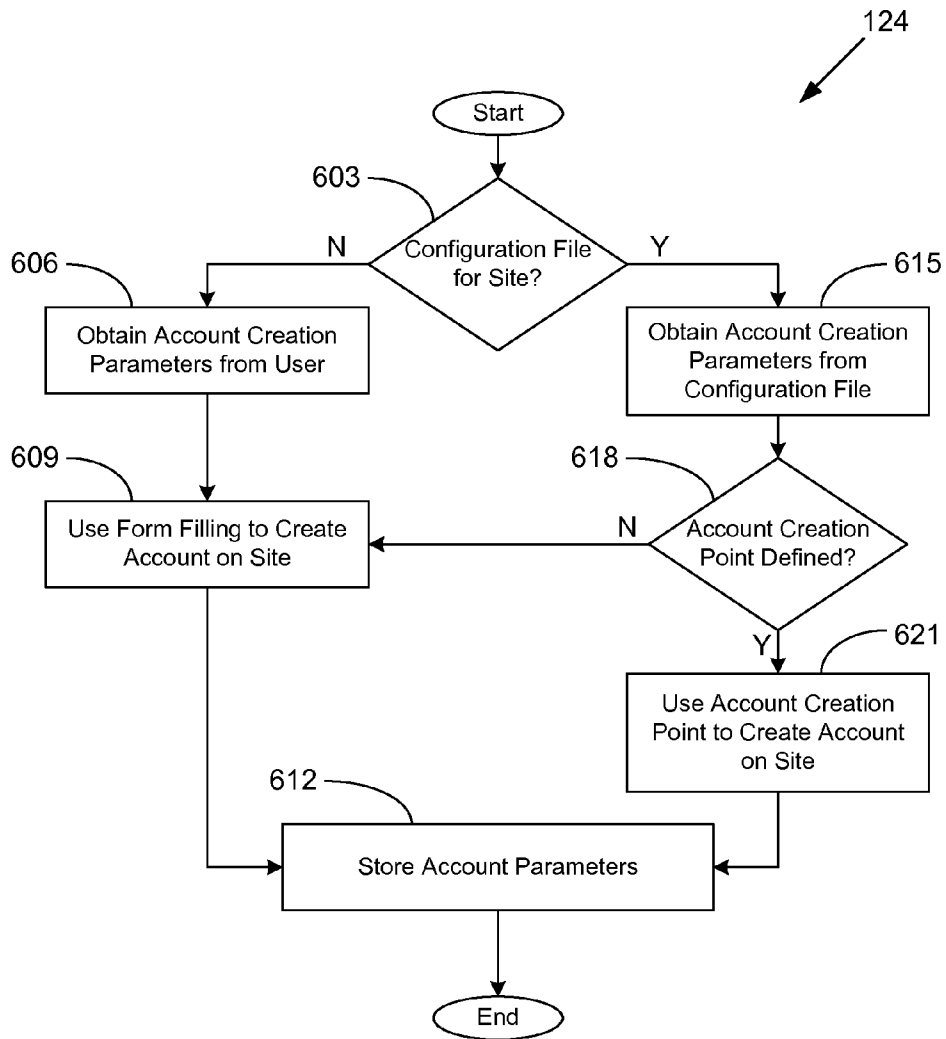 124
Start
603
Configuration File
for Site?
N
Y
606
Obtain Account Creation
Parameters from User
615
Obtain Account Creation
Parameters from
Configuration File
609
Use Form Filling to Create
Account on Site
618
Account Creation
Point Defined?
N
Y
621
Use Account Creation
Point to Create Account
on Site
612
Store Account Parameters
End